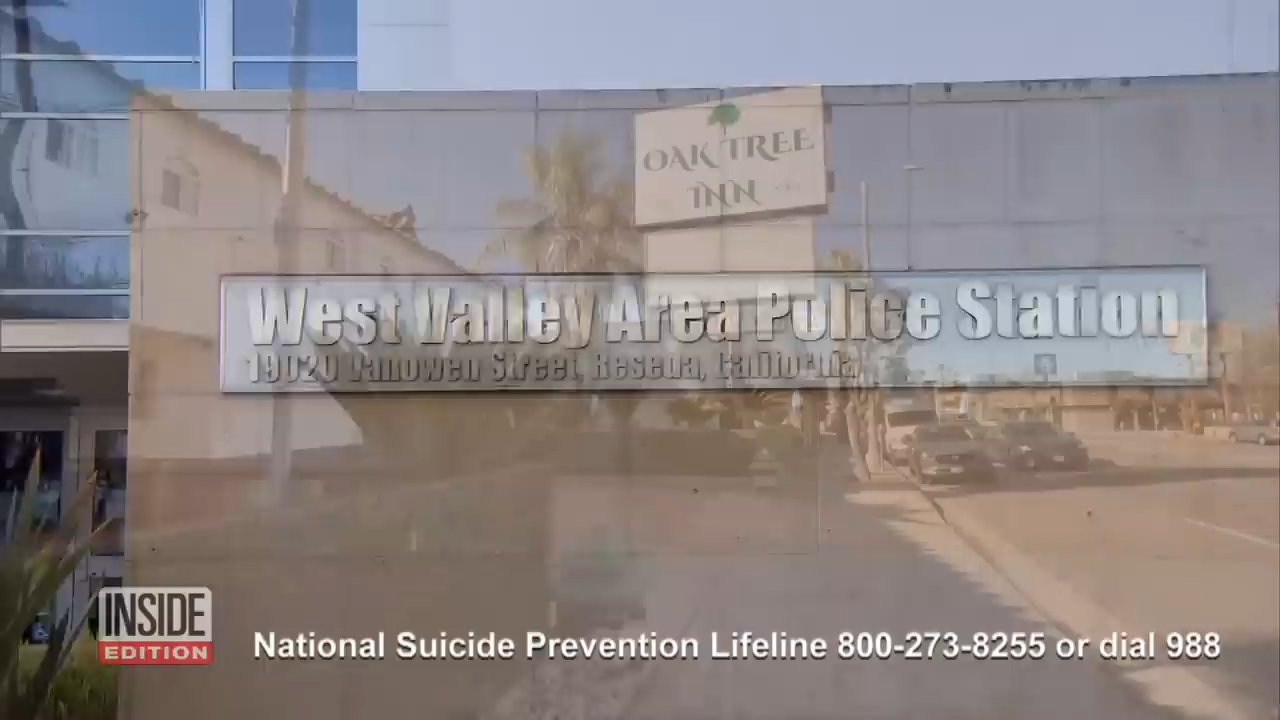 OAK TREE
INN
West Valley Area Police Station
19020 Vanowen Street, Reseda, California
INSIDE
EDITION
National Suicide Prevention Lifeline 800-273-8255 or dial 988